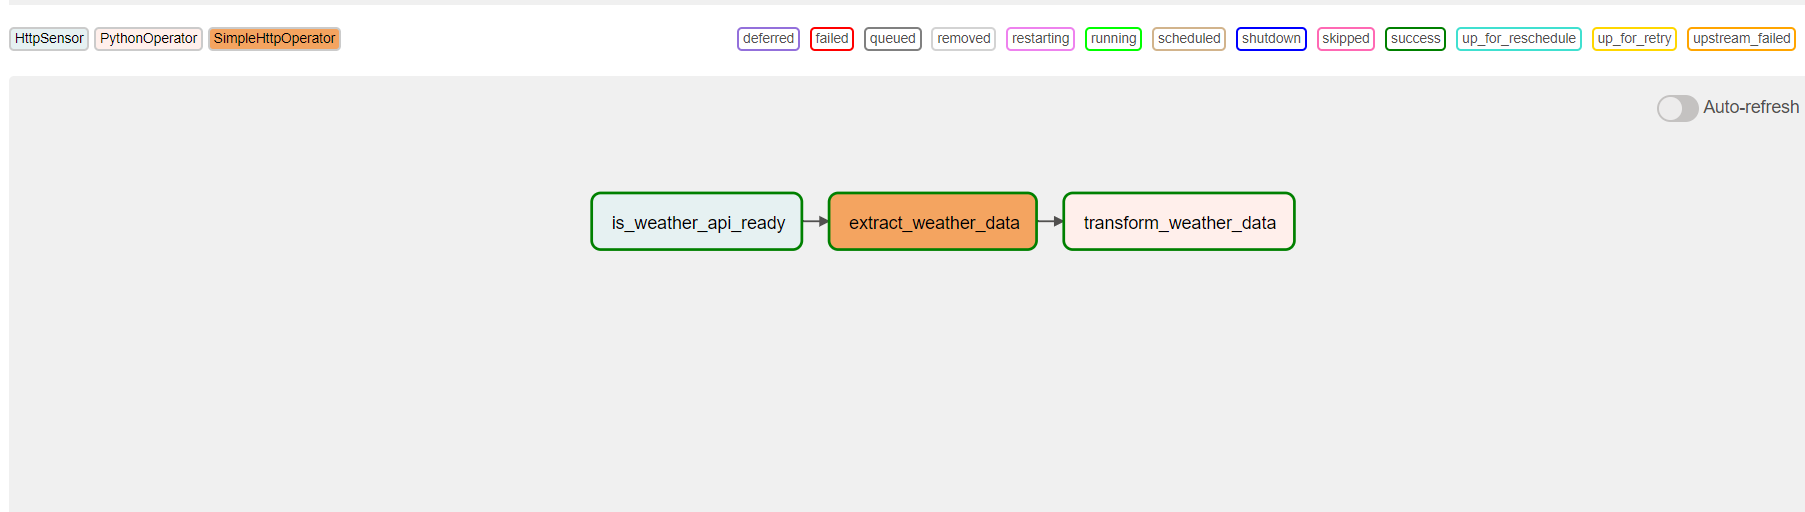 HttpSensor PythonOperator SimpleHttpOperator deferred failed queued removed restarting running scheduled shutdown skipped success up_for_reschedule up_for_retry upstream_failed
Auto-refresh
is_weather_api_ready extract_weather_data transform_weather_data